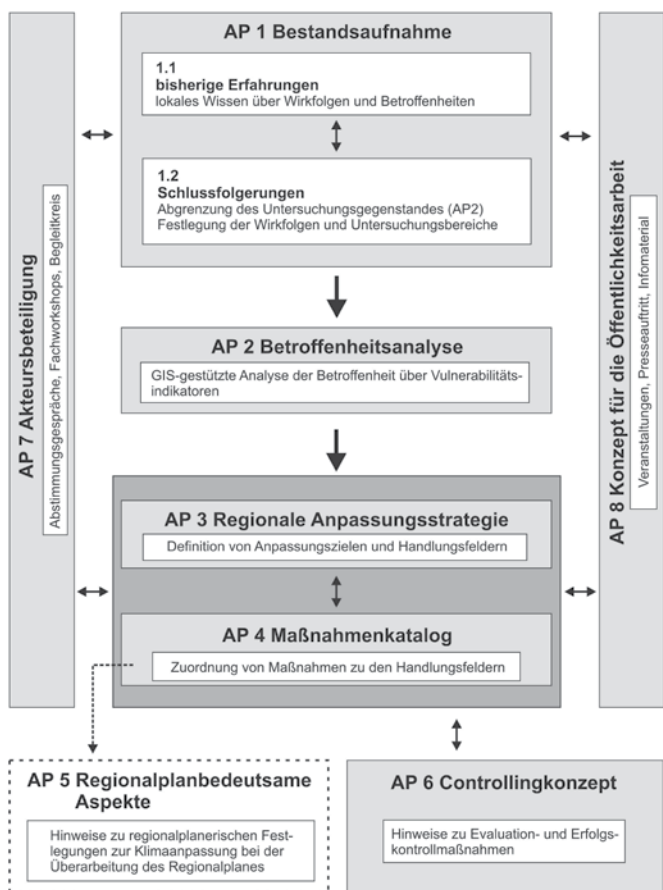 AP 1 Bestandsaufnahme
1.1
bisherige Erfahrungen
lokales Wissen über Wirkfolgen und Betroffenheiten
1.2
Schlussfolgerungen
Abgrenzung des Untersuchungsgegenstandes (AP2)
Festlegung der Wirkfolgen und Untersuchungsbereiche
AP 7 Akteursbeteiligung
Abstimmungsgespräche, Fachworkshops, Begleitkreis
AP 8 Konzept für die Öffentlichkeitsarbeit
Veranstaltungen, Presseauftritt, Infomaterial
AP 2 Betroffenheitsanalyse
GIS-gestützte Analyse der Betroffenheit über Vulnerabilitäts-
indikatoren
AP 3 Regionale Anpassungsstrategie
Definition von Anpassungszielen und Handlungsfeldern
AP 4 Maßnahmenkatalog
Zuordnung von Maßnahmen zu den Handlungsfeldern
AP 5 Regionalplanbedeutsame
Aspekte
Hinweise zu regionalplanerischen Fest-
legungen zur Klimaanpassung bei der
Überarbeitung des Regionalplanes
AP 6 Controllingkonzept
Hinweise zu Evaluation- und Erfolgs-
kontrollmaßnahmen